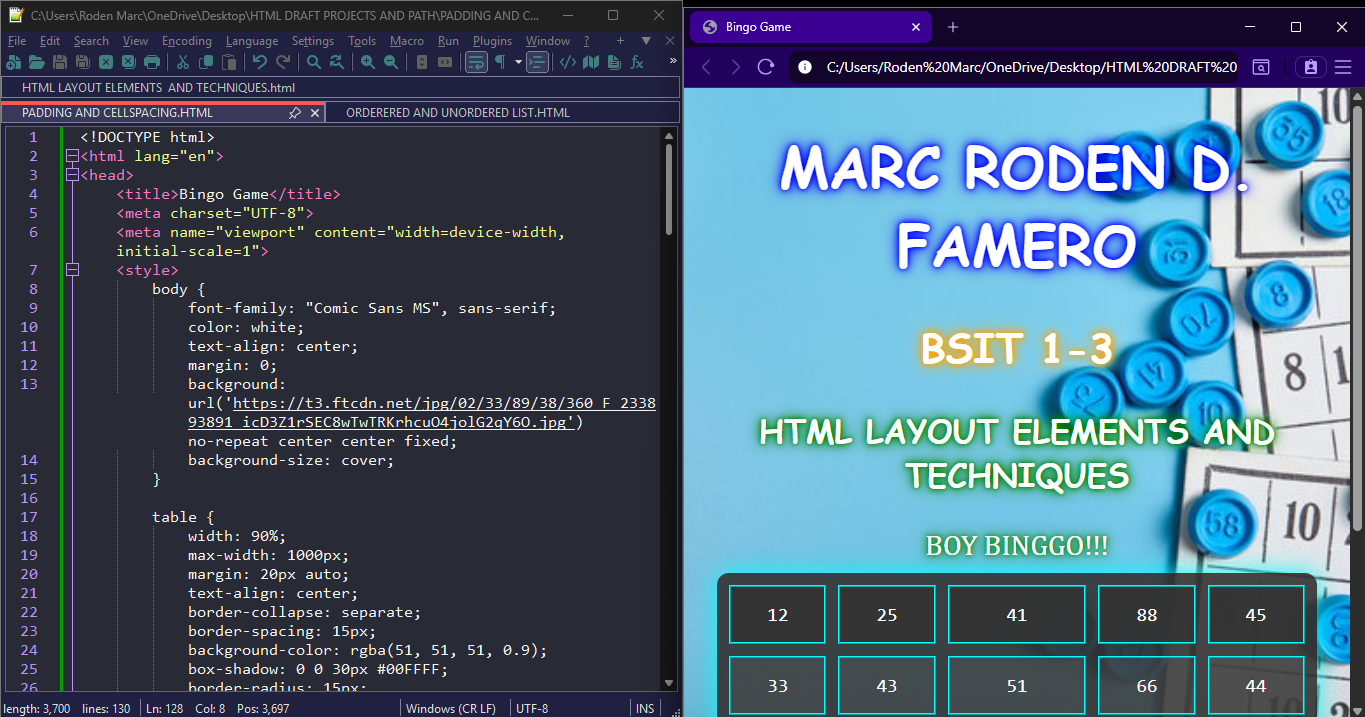 C:\Users\Roden Marc\OneDrive\Desktop\HTML DRAFT PROJECTS AND PATH\PADDING AND C...
File Edit Search View Encoding Language Settings Tools Macro Run Plugins Window ? + ▼ ✕
HTML LAYOUT ELEMENTS AND TECHNIQUES.html
PADDING AND CELLSPACING.HTML ORDERERED AND UNORDERED LIST.HTML
1 <!DOCTYPE html>
2 <html lang="en">
3 <head>
4 <title>Bingo Game</title>
5 <meta charset="UTF-8">
6 <meta name="viewport" content="width=device-width,
initial-scale=1">
7 <style>
8 body {
9 font-family: "Comic Sans MS", sans-serif;
10 color: white;
11 text-align: center;
12 margin: 0;
13 background:
url('https://t3.ftcdn.net/jpg/02/33/89/38/360_F_2338
93891_icD3Z1rSEC8wTwTRKrhcuO4jolG2qY6O.jpg')
no-repeat center center fixed;
14 background-size: cover;
15 }
16
17 table {
18 width: 90%;
19 max-width: 1000px;
20 margin: 20px auto;
21 text-align: center;
22 border-collapse: separate;
23 border-spacing: 15px;
24 background-color: rgba(51, 51, 51, 0.9);
25 box-shadow: 0 0 30px #00FFFF;
26 border-radius: 15px;
length: 3,700 lines: 130 Ln: 128 Col: 8 Pos: 3,697 Windows (CR LF) UTF-8 INS
Bingo Game
C:/Users/Roden%20Marc/OneDrive/Desktop/HTML%20DRAFT%20
MARC RODEN D.
FAMERO
BSIT 1-3
HTML LAYOUT ELEMENTS AND
TECHNIQUES
BOY BINGGO!!!
12 25 41 88 45
33 43 51 66 44
10
55
18
8
70
8 1
58
10